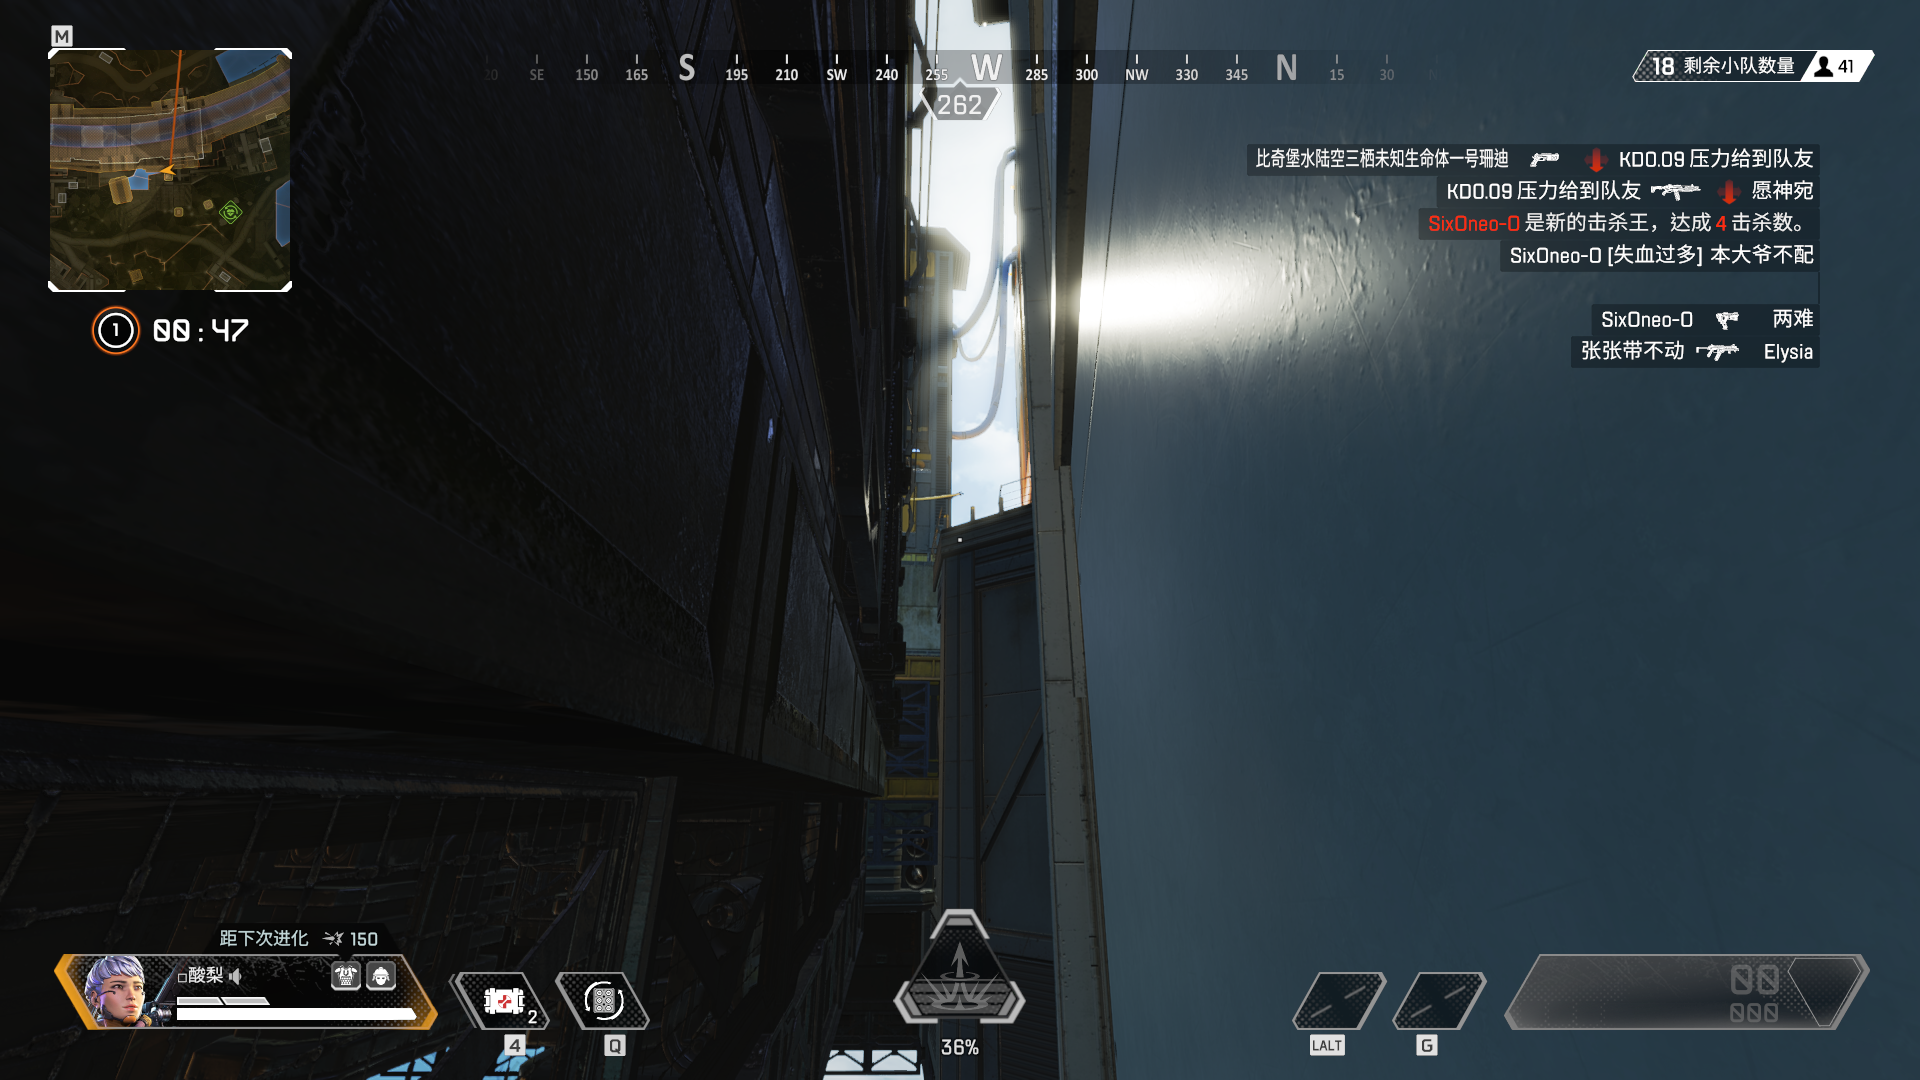 M
20 SE 150 165 S 195 210 SW 240 255 W 285 300 NW 330 345 N 15 30
262
18 剩余小队数量 41
比奇堡水陆空三栖未知生命体一号珊迪 KD0.09 压力给到队友
KD0.09 压力给到队友 愿神宛
SixOneo-O 是新的击杀王，达成 4 击杀数。
SixOneo-O [失血过多] 本大爷不配
SixOneo-O 两难
张张带不动 Elysia
1 00:47
距下次进化 150
□酸梨
2
4
Q
36%
LALT
G
00
000